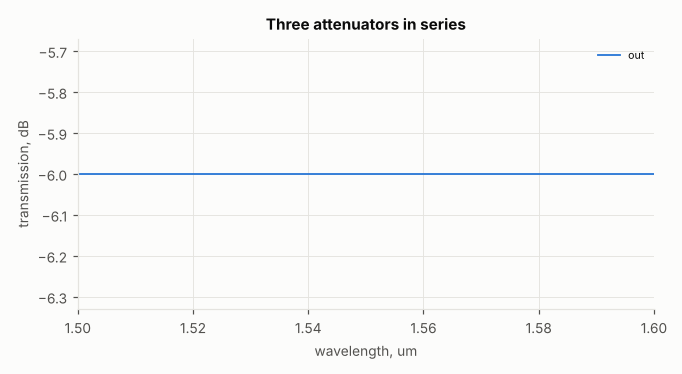 Three attenuators in series
out
transmission, dB
−5.7
−5.8
−5.9
−6.0
−6.1
−6.2
−6.3
1.50 1.52 1.54 1.56 1.58 1.60
wavelength, um